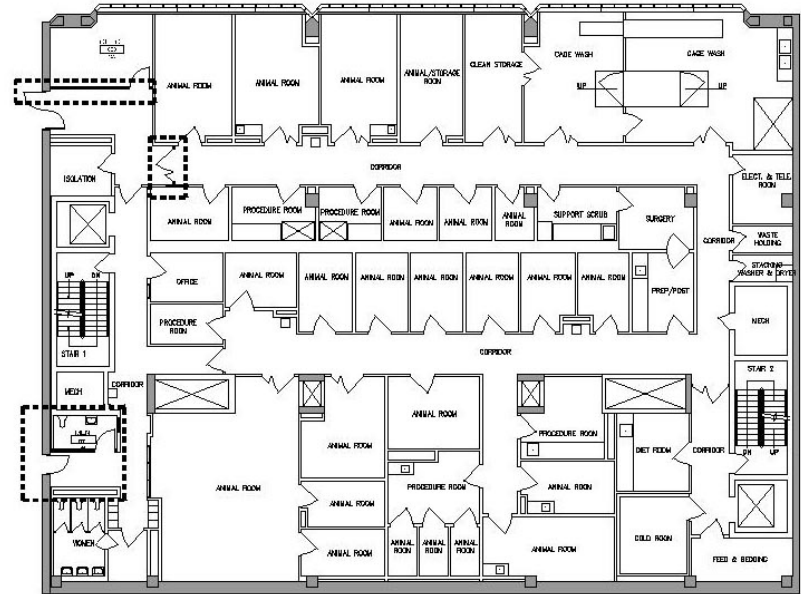 CAGE WASH
CAGE WASH
CLEAN STORAGE
ANIMAL ROOM
ANIMAL ROOM
ANIMAL ROOM
ANIMAL/STORAGE
ROOM
UP
UP
CORRIDOR
ISOLATION
ELECT. & TELE
ROOM
ANIMAL ROOM
PROCEDURE ROOM
PROCEDURE ROOM
ANIMAL ROOM
ANIMAL ROOM
ANIMAL
ROOM
SUPPORT SCRUB
SURGERY
CORRIDOR
WASTE
HOLDING
STACKING
WASHER & DRYER
UP
DN
OFFICE
ANIMAL ROOM
ANIMAL ROOM
ANIMAL ROOM
ANIMAL ROOM
ANIMAL ROOM
ANIMAL ROOM
ANIMAL ROOM
PREP/POST
PROCEDURE
ROOM
MECH
STAIR 1
CORRIDOR
STAIR 2
MECH
CORRIDOR
ANIMAL ROOM
ANIMAL ROOM
PROCEDURE ROOM
DIET ROOM
CORRIDOR
DN
UP
ANIMAL ROOM
ANIMAL ROOM
PROCEDURE ROOM
ANIMAL ROOM
ANIMAL ROOM
ANIMAL
ROOM
ANIMAL
ROOM
ANIMAL
ROOM
COLD ROOM
WOMEN
ANIMAL ROOM
ANIMAL ROOM
FEED & BEDDING